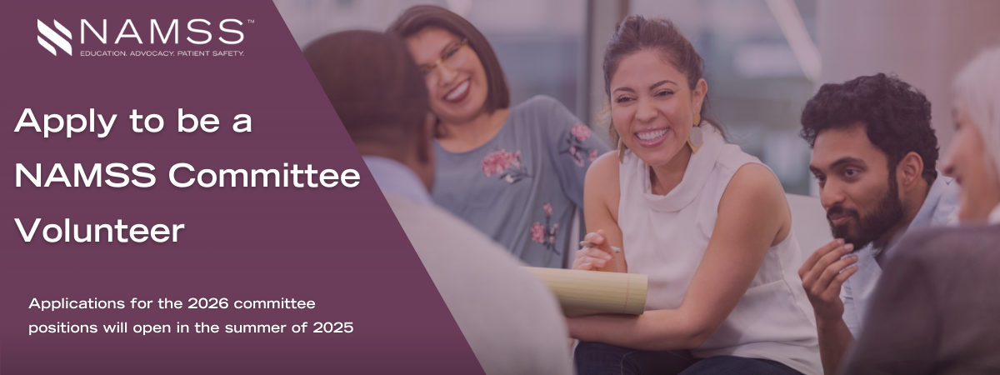 NAMSS™
EDUCATION. ADVOCACY. PATIENT SAFETY.
Apply to be a
NAMSS Committee
Volunteer
Applications for the 2026 committee
positions will open in the summer of 2025